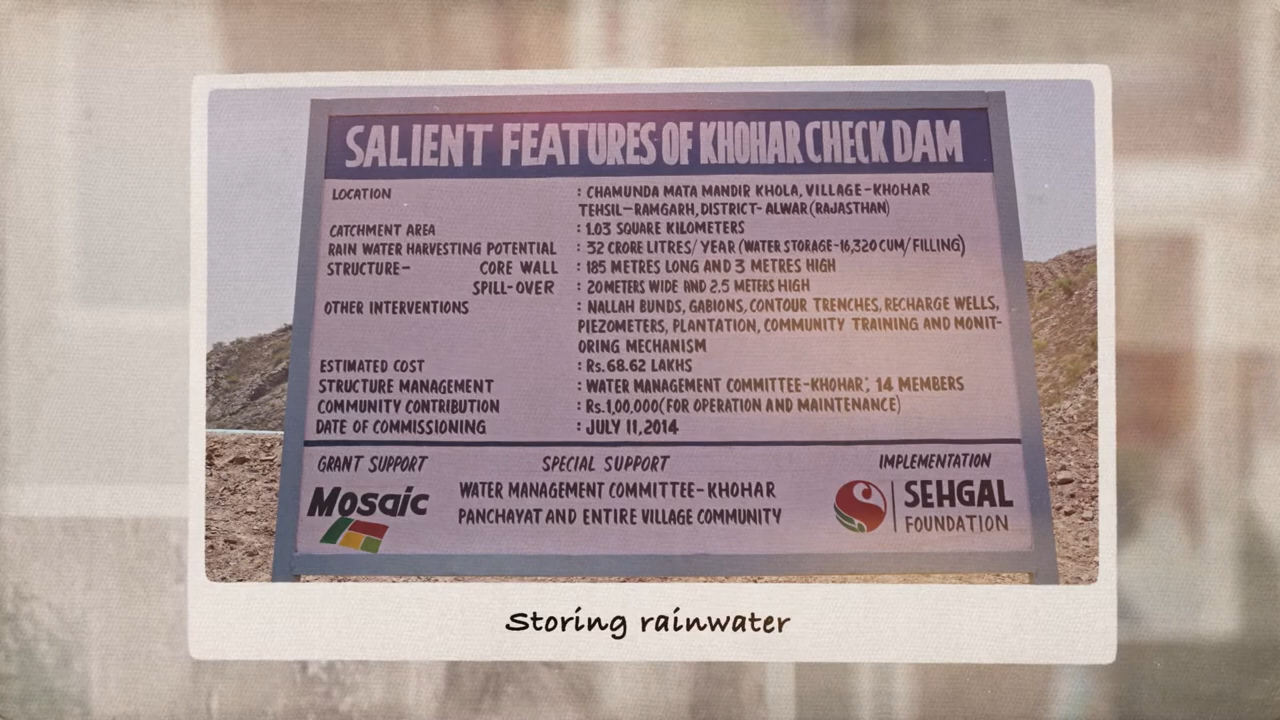 SALIENT FEATURES OF KHOHAR CHECK DAM
LOCATION : CHAMUNDA MATA MANDIR KHOLA, VILLAGE-KHOHAR
TEHSIL-RAMGARH, DISTRICT- ALWAR (RAJASTHAN)
CATCHMENT AREA : 1.03 SQUARE KILOMETERS
RAIN WATER HARVESTING POTENTIAL : 32 CRORE LITRES/ YEAR (WATER STORAGE-16,320 CUM/FILLING)
STRUCTURE- CORE WALL : 185 METRES LONG AND 3 METRES HIGH
SPILL-OVER : 20 METERS WIDE AND 2.5 METERS HIGH
OTHER INTERVENTIONS : NALLAH BUNDS, GABIONS, CONTOUR TRENCHES, RECHARGE WELLS,
PIEZOMETERS, PLANTATION, COMMUNITY TRAINING AND MONIT-
ORING MECHANISM
ESTIMATED COST : Rs. 68.62 LAKHS
STRUCTURE MANAGEMENT : WATER MANAGEMENT COMMITTEE-KHOHAR', 14 MEMBERS
COMMUNITY CONTRIBUTION : Rs. 1,00,000 (FOR OPERATION AND MAINTENANCE)
DATE OF COMMISSIONING : JULY 11, 2014
GRANT SUPPORT SPECIAL SUPPORT IMPLEMENTATION
Mosaic
WATER MANAGEMENT COMMITTEE-KHOHAR
PANCHAYAT AND ENTIRE VILLAGE COMMUNITY
SEHGAL
FOUNDATION
Storing rainwater